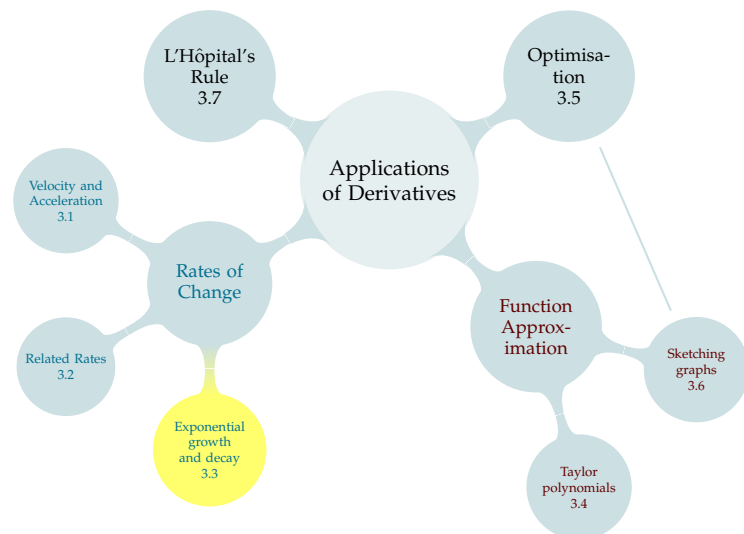 L'Hôpital's
Rule
3.7
Optimisa-
tion
3.5
Applications
of Derivatives
Velocity and
Acceleration
3.1
Rates of
Change
Related Rates
3.2
Exponential
growth
and decay
3.3
Function
Approx-
imation
Sketching
graphs
3.6
Taylor
polynomials
3.4